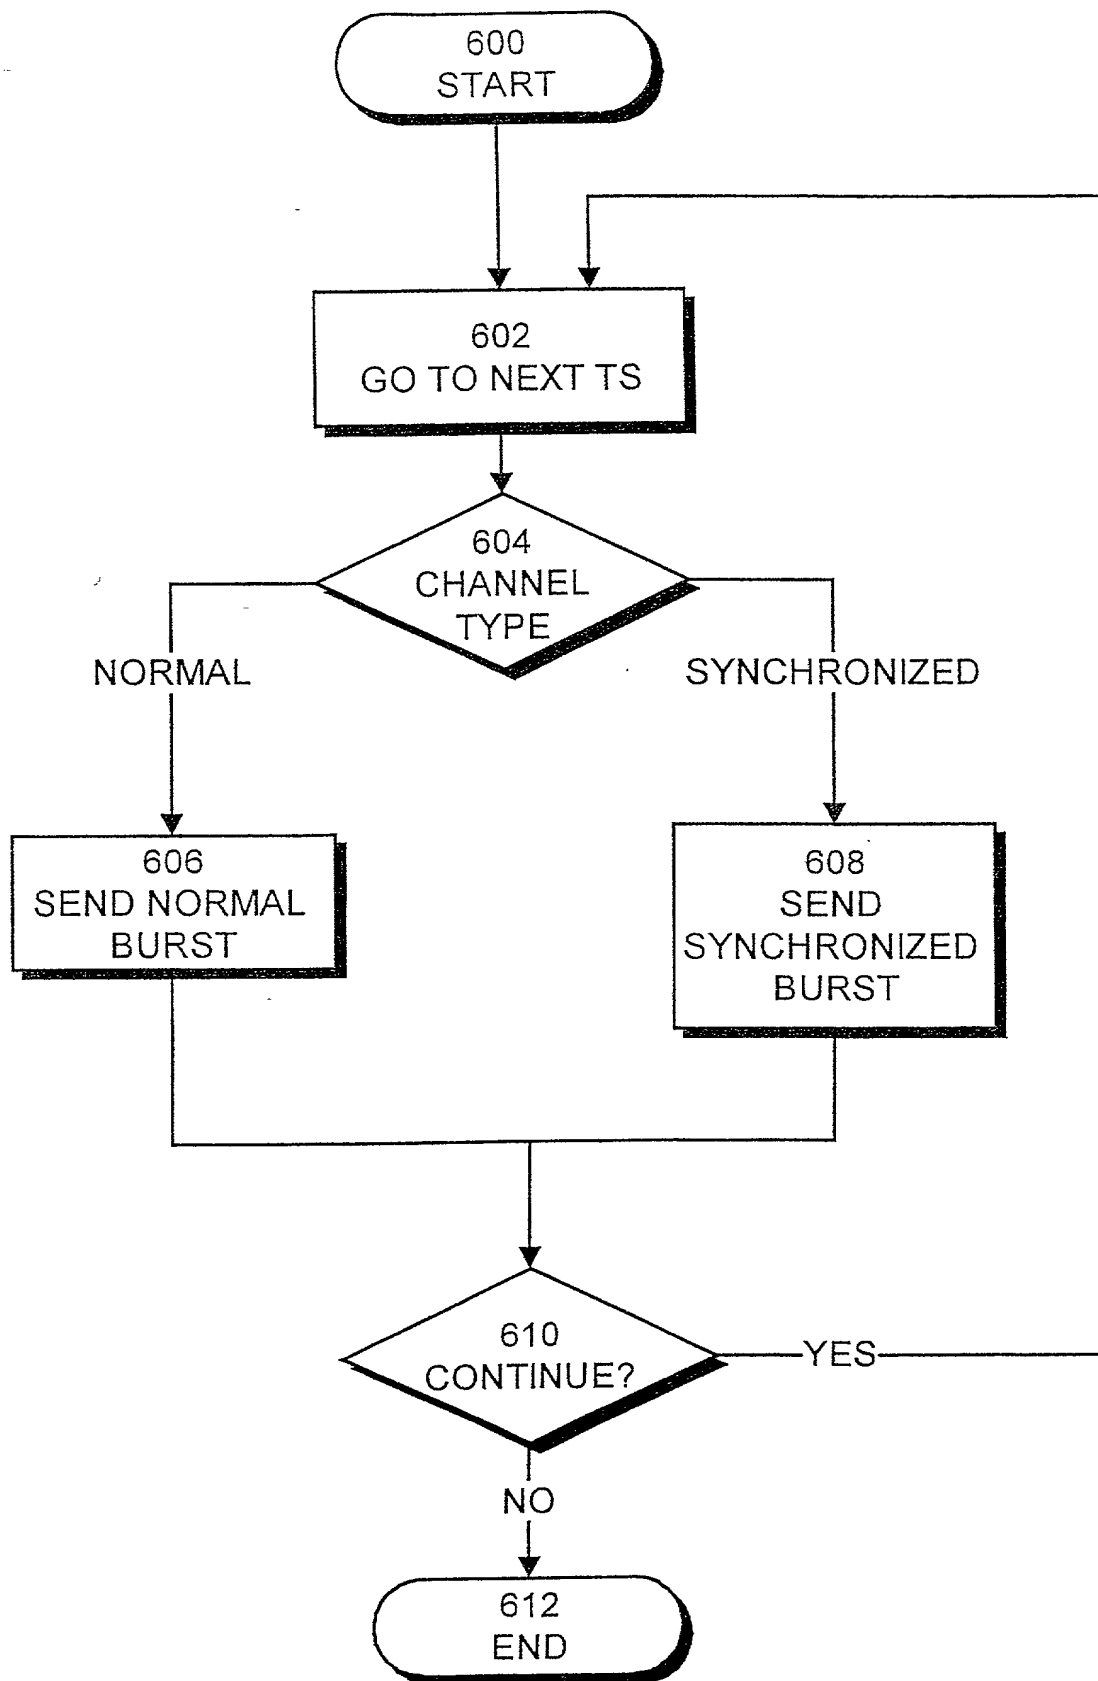 600
START
602
GO TO NEXT TS
604
CHANNEL
TYPE
NORMAL
SYNCHRONIZED
606
SEND NORMAL
BURST
608
SEND
SYNCHRONIZED
BURST
610
CONTINUE?
YES
NO
612
END